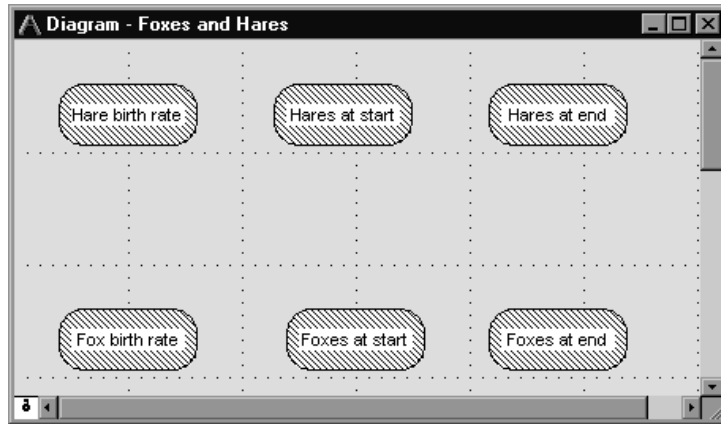 Diagram - Foxes and Hares
Hare birth rate
Hares at start
Hares at end
Fox birth rate
Foxes at start
Foxes at end